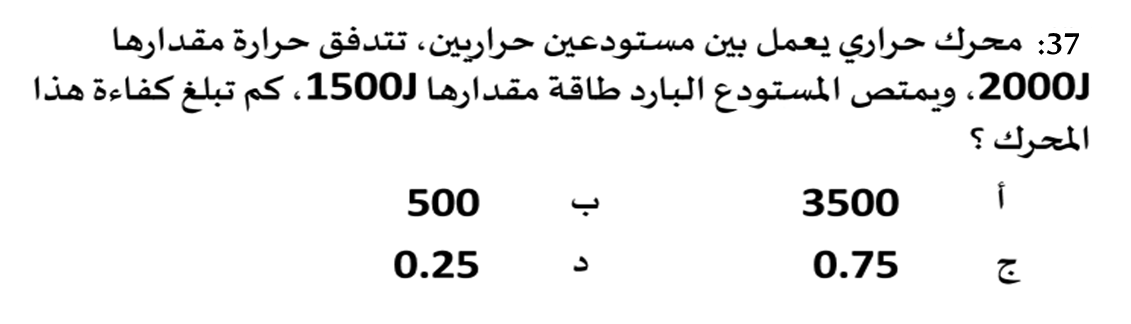 37: محرك حراري يعمل بين مستودعين حراريين، تتدفق حرارة مقدارها
2000J، ويمتص المستودع البارد طاقة مقدارها 1500J، كم تبلغ كفاءة هذا
المحرك ؟
أ 3500 ب 500
ج 0.75 د 0.25